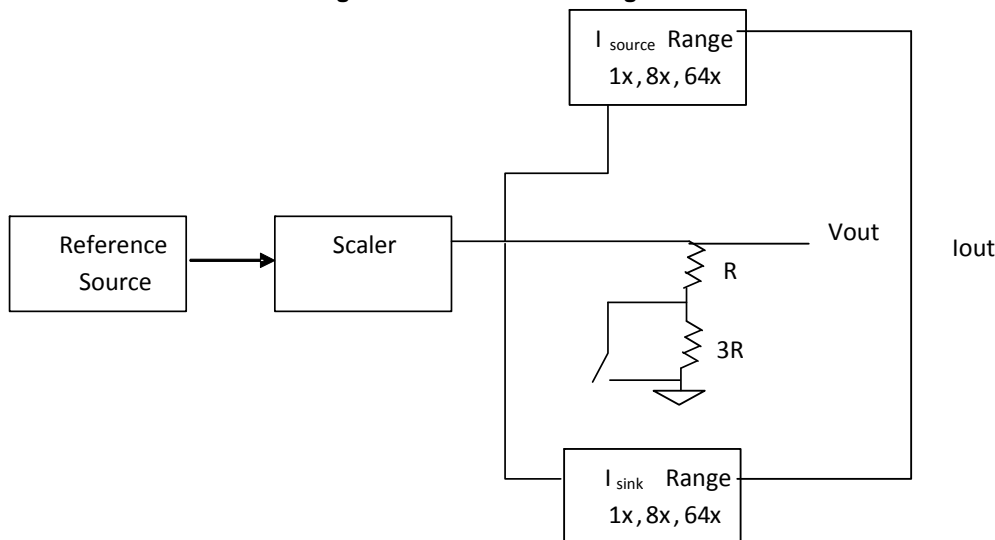 I source Range
1x, 8x, 64x
Reference
Source
Scaler
Vout
Iout
R
3R
I sink Range
1x, 8x, 64x